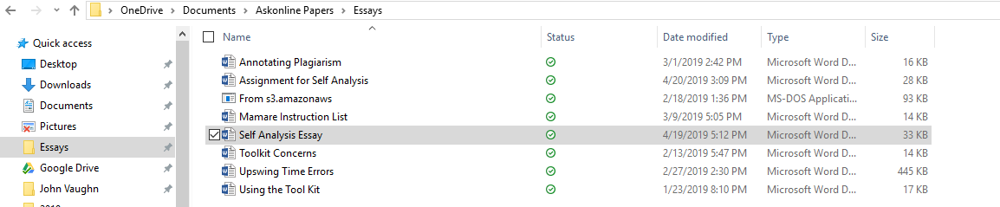 OneDrive > Documents > Askonline Papers > Essays
Name Status Date modified Type Size
Quick access
Desktop
Downloads
Documents
Pictures
Essays
Google Drive
John Vaughn
Annotating Plagiarism 3/1/2019 2:42 PM Microsoft Word D... 16 KB
Assignment for Self Analysis 4/20/2019 3:09 PM Microsoft Word D... 28 KB
From s3.amazonaws 2/18/2019 1:36 PM MS-DOS Applicati... 93 KB
Mamare Instruction List 3/9/2019 5:05 PM Microsoft Word D... 14 KB
Self Analysis Essay 4/19/2019 5:12 PM Microsoft Word D... 33 KB
Toolkit Concerns 2/13/2019 5:47 PM Microsoft Word D... 14 KB
Upswing Time Errors 2/27/2019 2:30 PM Microsoft Word D... 445 KB
Using the Tool Kit 1/23/2019 8:10 PM Microsoft Word D... 17 KB